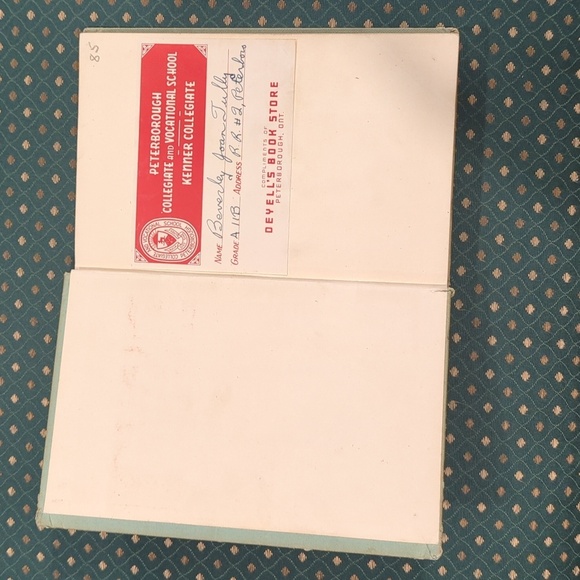 85
PETERBOROUGH
COLLEGIATE AND VOCATIONAL SCHOOL
KENNER COLLEGIATE
NAME Beverley Joan Tully
GRADE A 11B ADDRESS R.R.#2, Peterboro
COMPLIMENTS OF
DEYELL'S BOOK STORE
PETERBOROUGH, ONT.